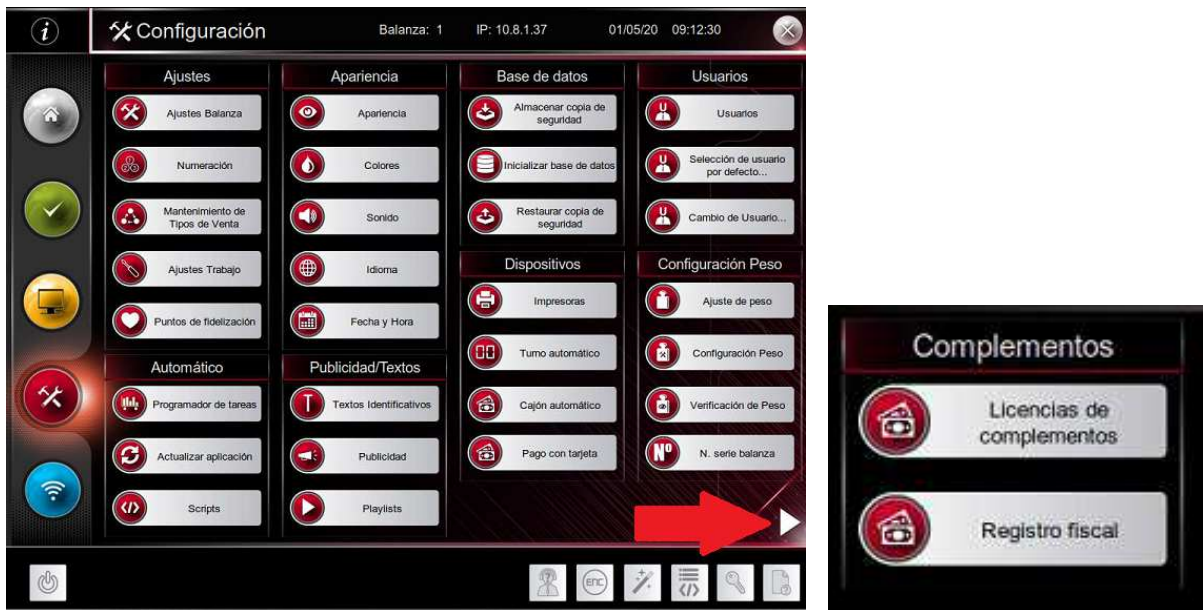 i
Configuración
Balanza: 1
IP: 10.8.1.37
01/05/20 09:12:30
Ajustes
Ajustes Balanza
Numeración
Mantenimiento de
Tipos de Venta
Ajustes Trabajo
Puntos de fidelización
Automático
Programador de tareas
Actualizar aplicación
Scripts
Apariencia
Apariencia
Colores
Sonido
Idioma
Fecha y Hora
Publicidad/Textos
T
Textos Identificativos
Publicidad
Playlists
Base de datos
Almacenar copia de
seguridad
Inicializar base de datos
Restaurar copia de
seguridad
Dispositivos
Impresoras
Turno automático
Cajón automático
Pago con tarjeta
Usuarios
Usuarios
Selección de usuario
por defecto...
Cambio de Usuario...
Configuración Peso
Ajuste de peso
Configuración Peso
Verificación de Peso
Nº
N. serie balanza
ENC
Complementos
Licencias de
complementos
Registro fiscal